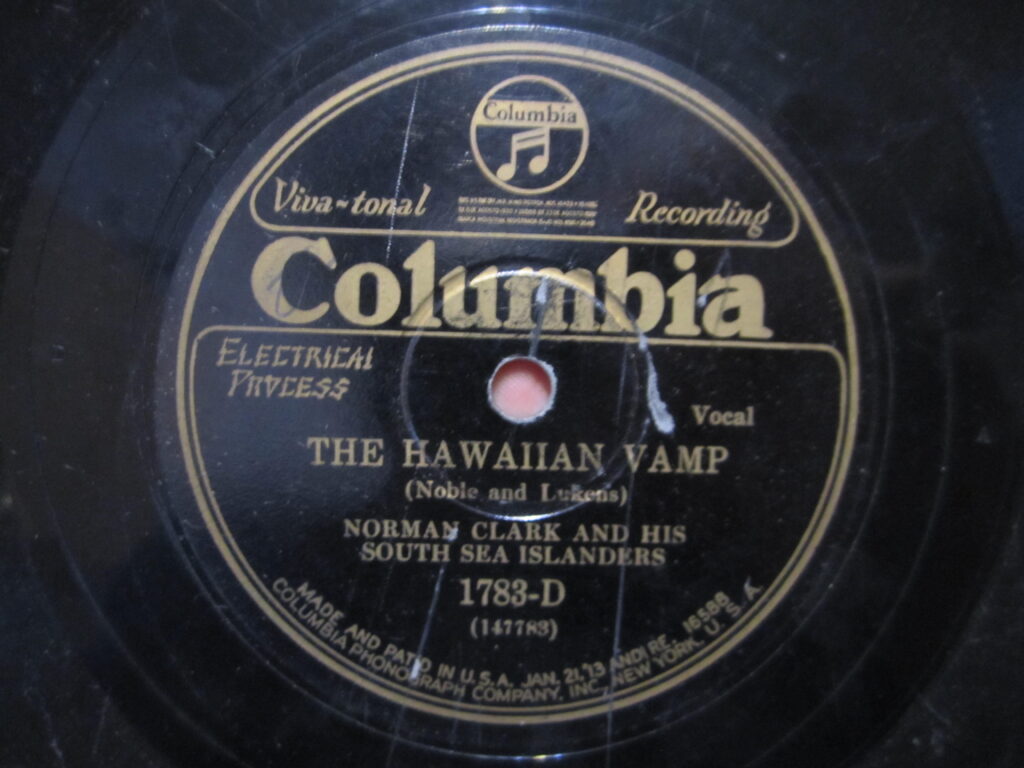 Columbia
Viva-tonal
Recording
Columbia
ELECTRICAL
PROCESS
Vocal
THE HAWAIIAN VAMP
(Noble and Lukens)
NORMAN CLARK AND HIS
SOUTH SEA ISLANDERS
1783-D
(147783)
MADE AND PAT'D IN U.S.A. JAN. 21,'13 AND RE. 16588
COLUMBIA PHONOGRAPH COMPANY, INC., NEW YORK, U. S. A